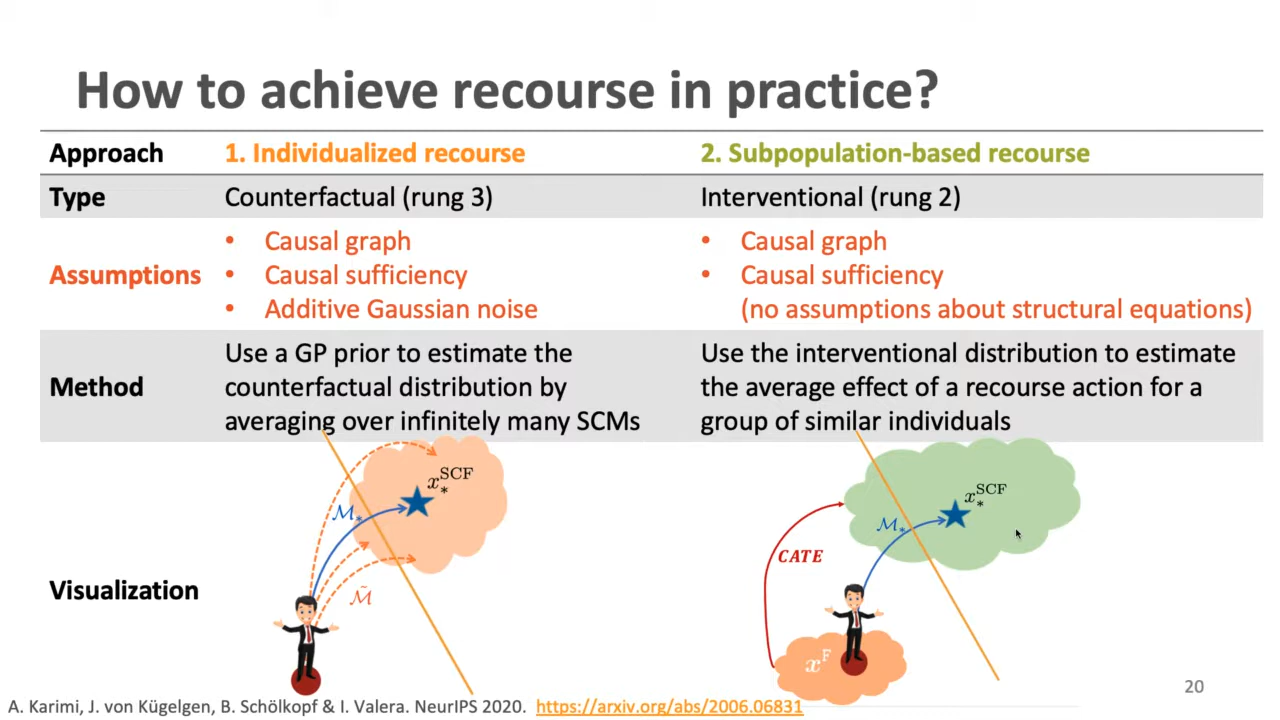 How to achieve recourse in practice?
Approach 1. Individualized recourse 2. Subpopulation-based recourse
Type Counterfactual (rung 3) Interventional (rung 2)
Assumptions
• Causal graph
• Causal sufficiency
• Additive Gaussian noise
• Causal graph
• Causal sufficiency
(no assumptions about structural equations)
Method
Use a GP prior to estimate the
counterfactual distribution by
averaging over infinitely many SCMs
Use the interventional distribution to estimate
the average effect of a recourse action for a
group of similar individuals
Visualization
x_*^SCF
M_*
M̃
x_*^SCF
M_*
CATE
x^F
20
A. Karimi, J. von Kügelgen, B. Schölkopf & I. Valera. NeurIPS 2020. https://arxiv.org/abs/2006.06831